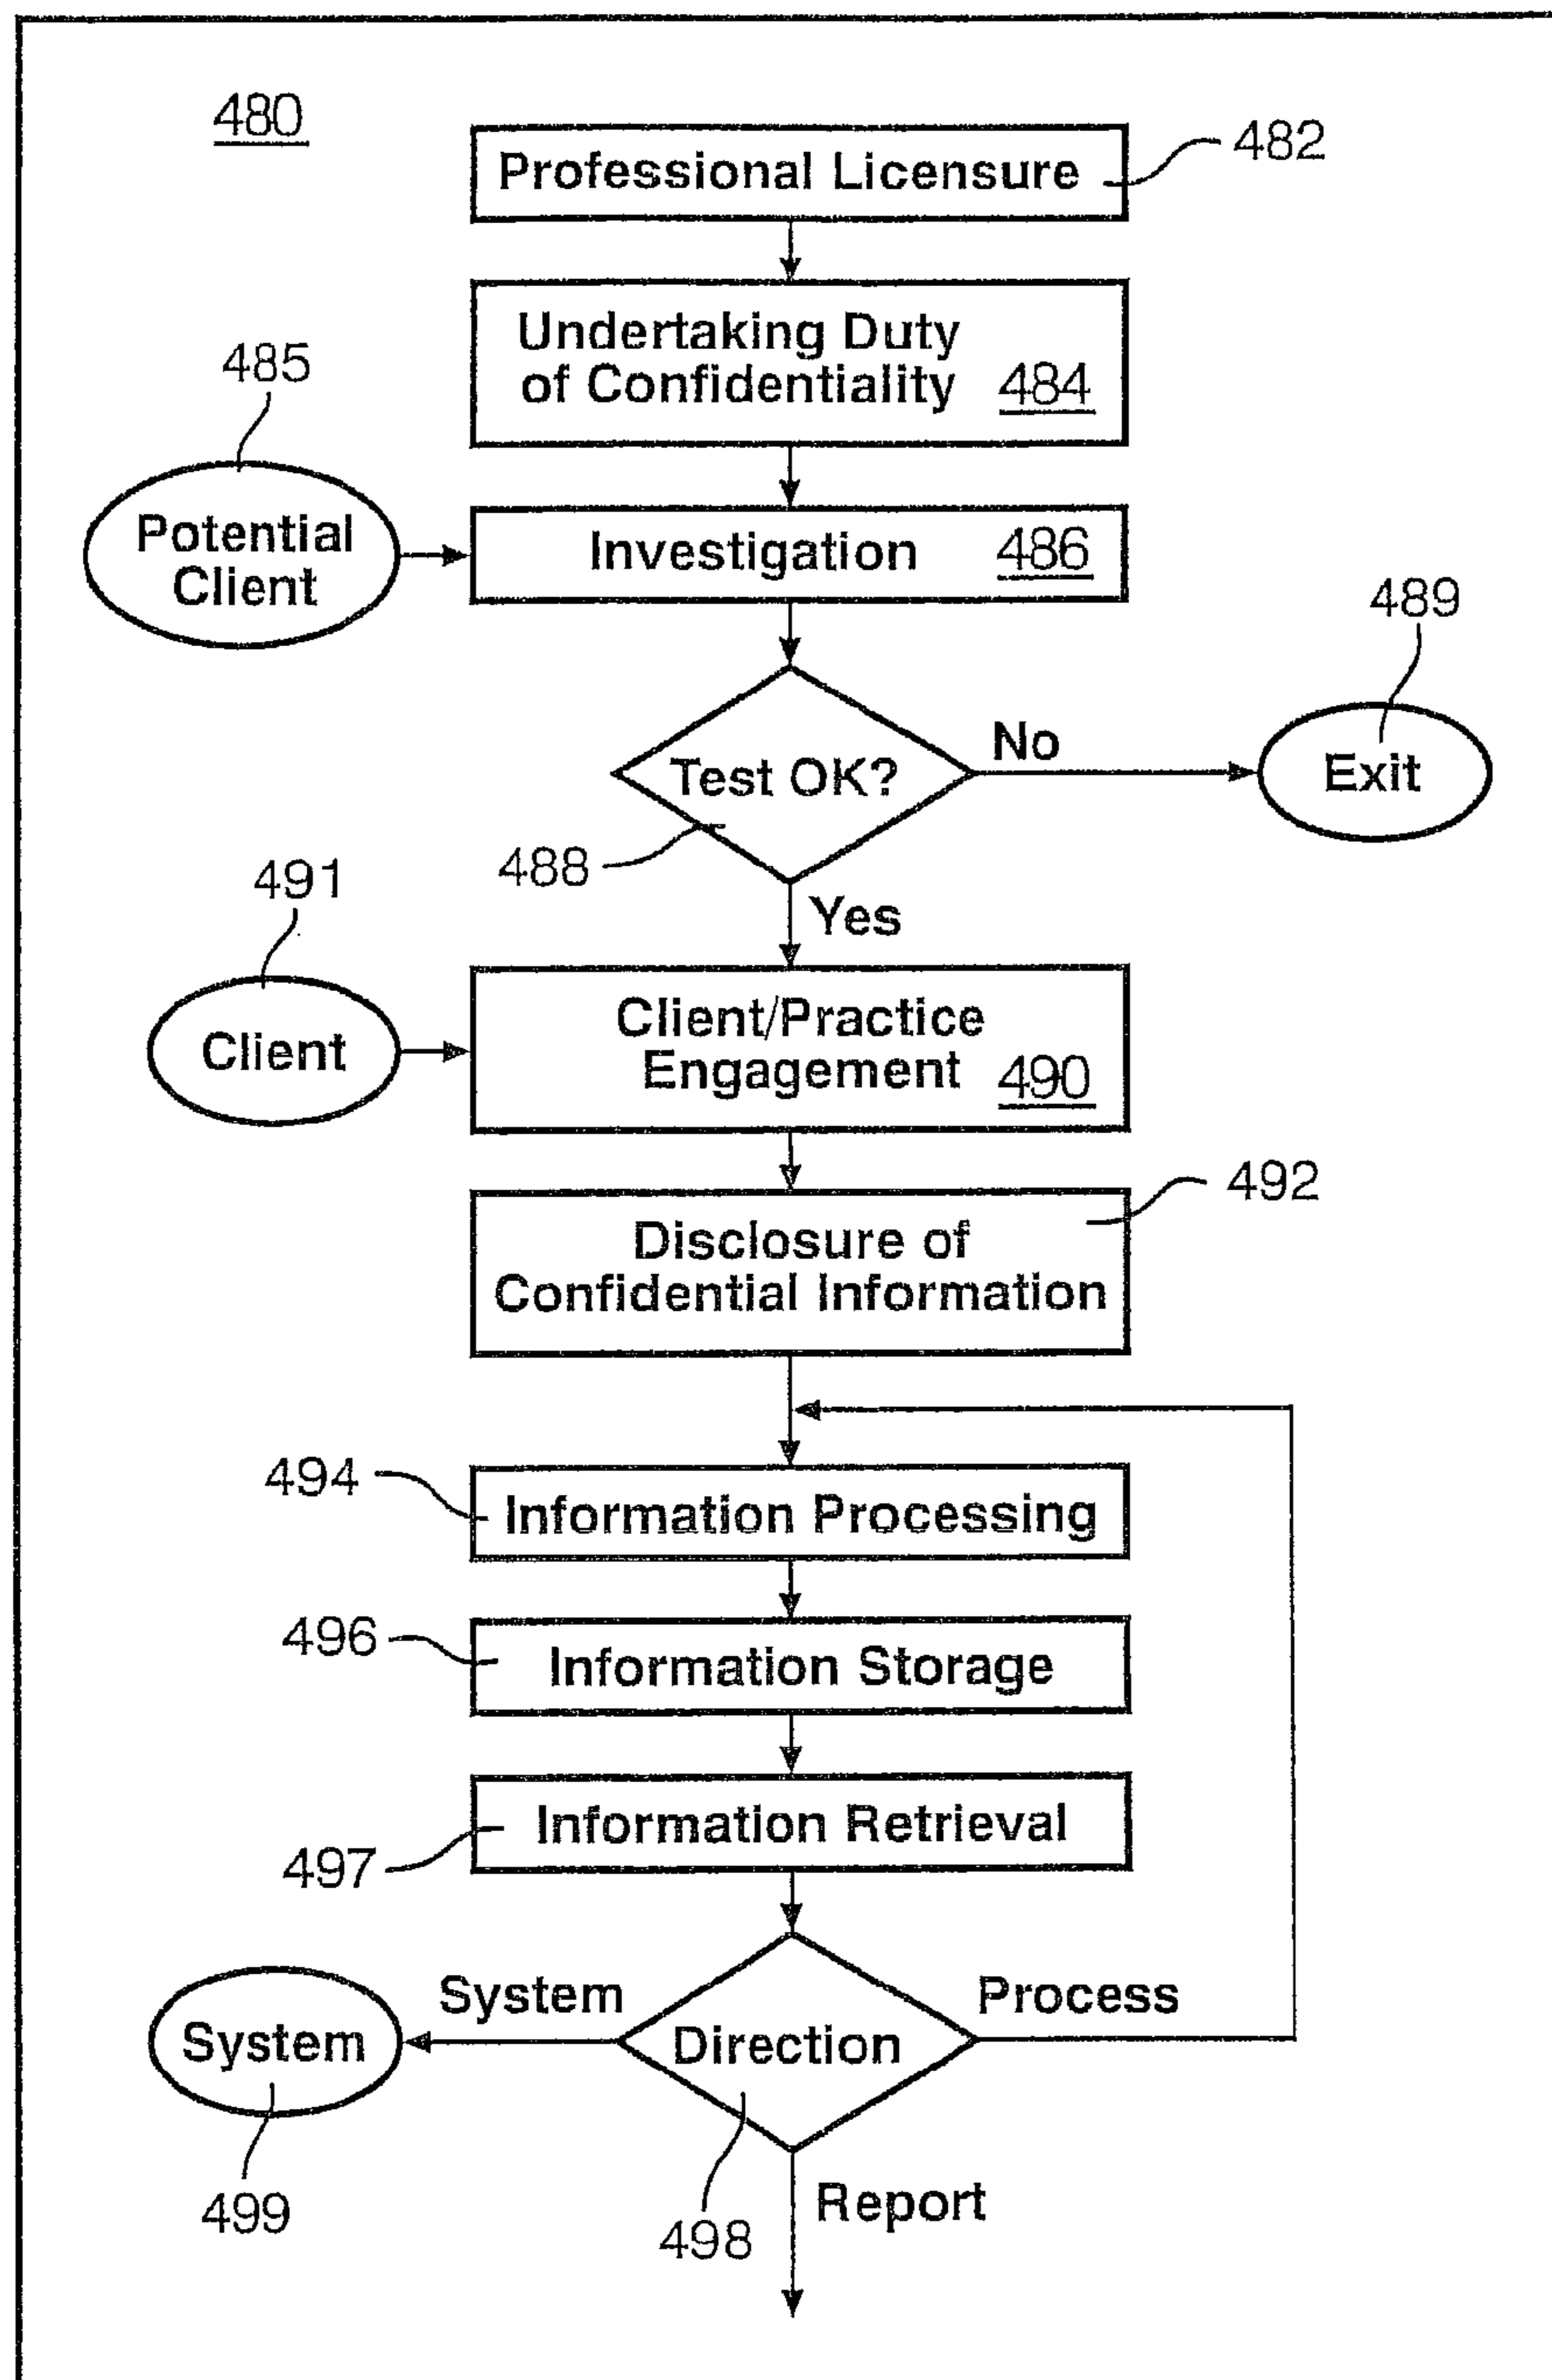 480
Professional Licensure
482
Undertaking Duty
of Confidentiality 484
485
Potential
Client
Investigation 486
489
Test OK?
No
Exit
488
Yes
491
Client
Client/Practice
Engagement 490
492
Disclosure of
Confidential Information
494
Information Processing
496
Information Storage
Information Retrieval
497
System
Process
System
Direction
499
498
Report